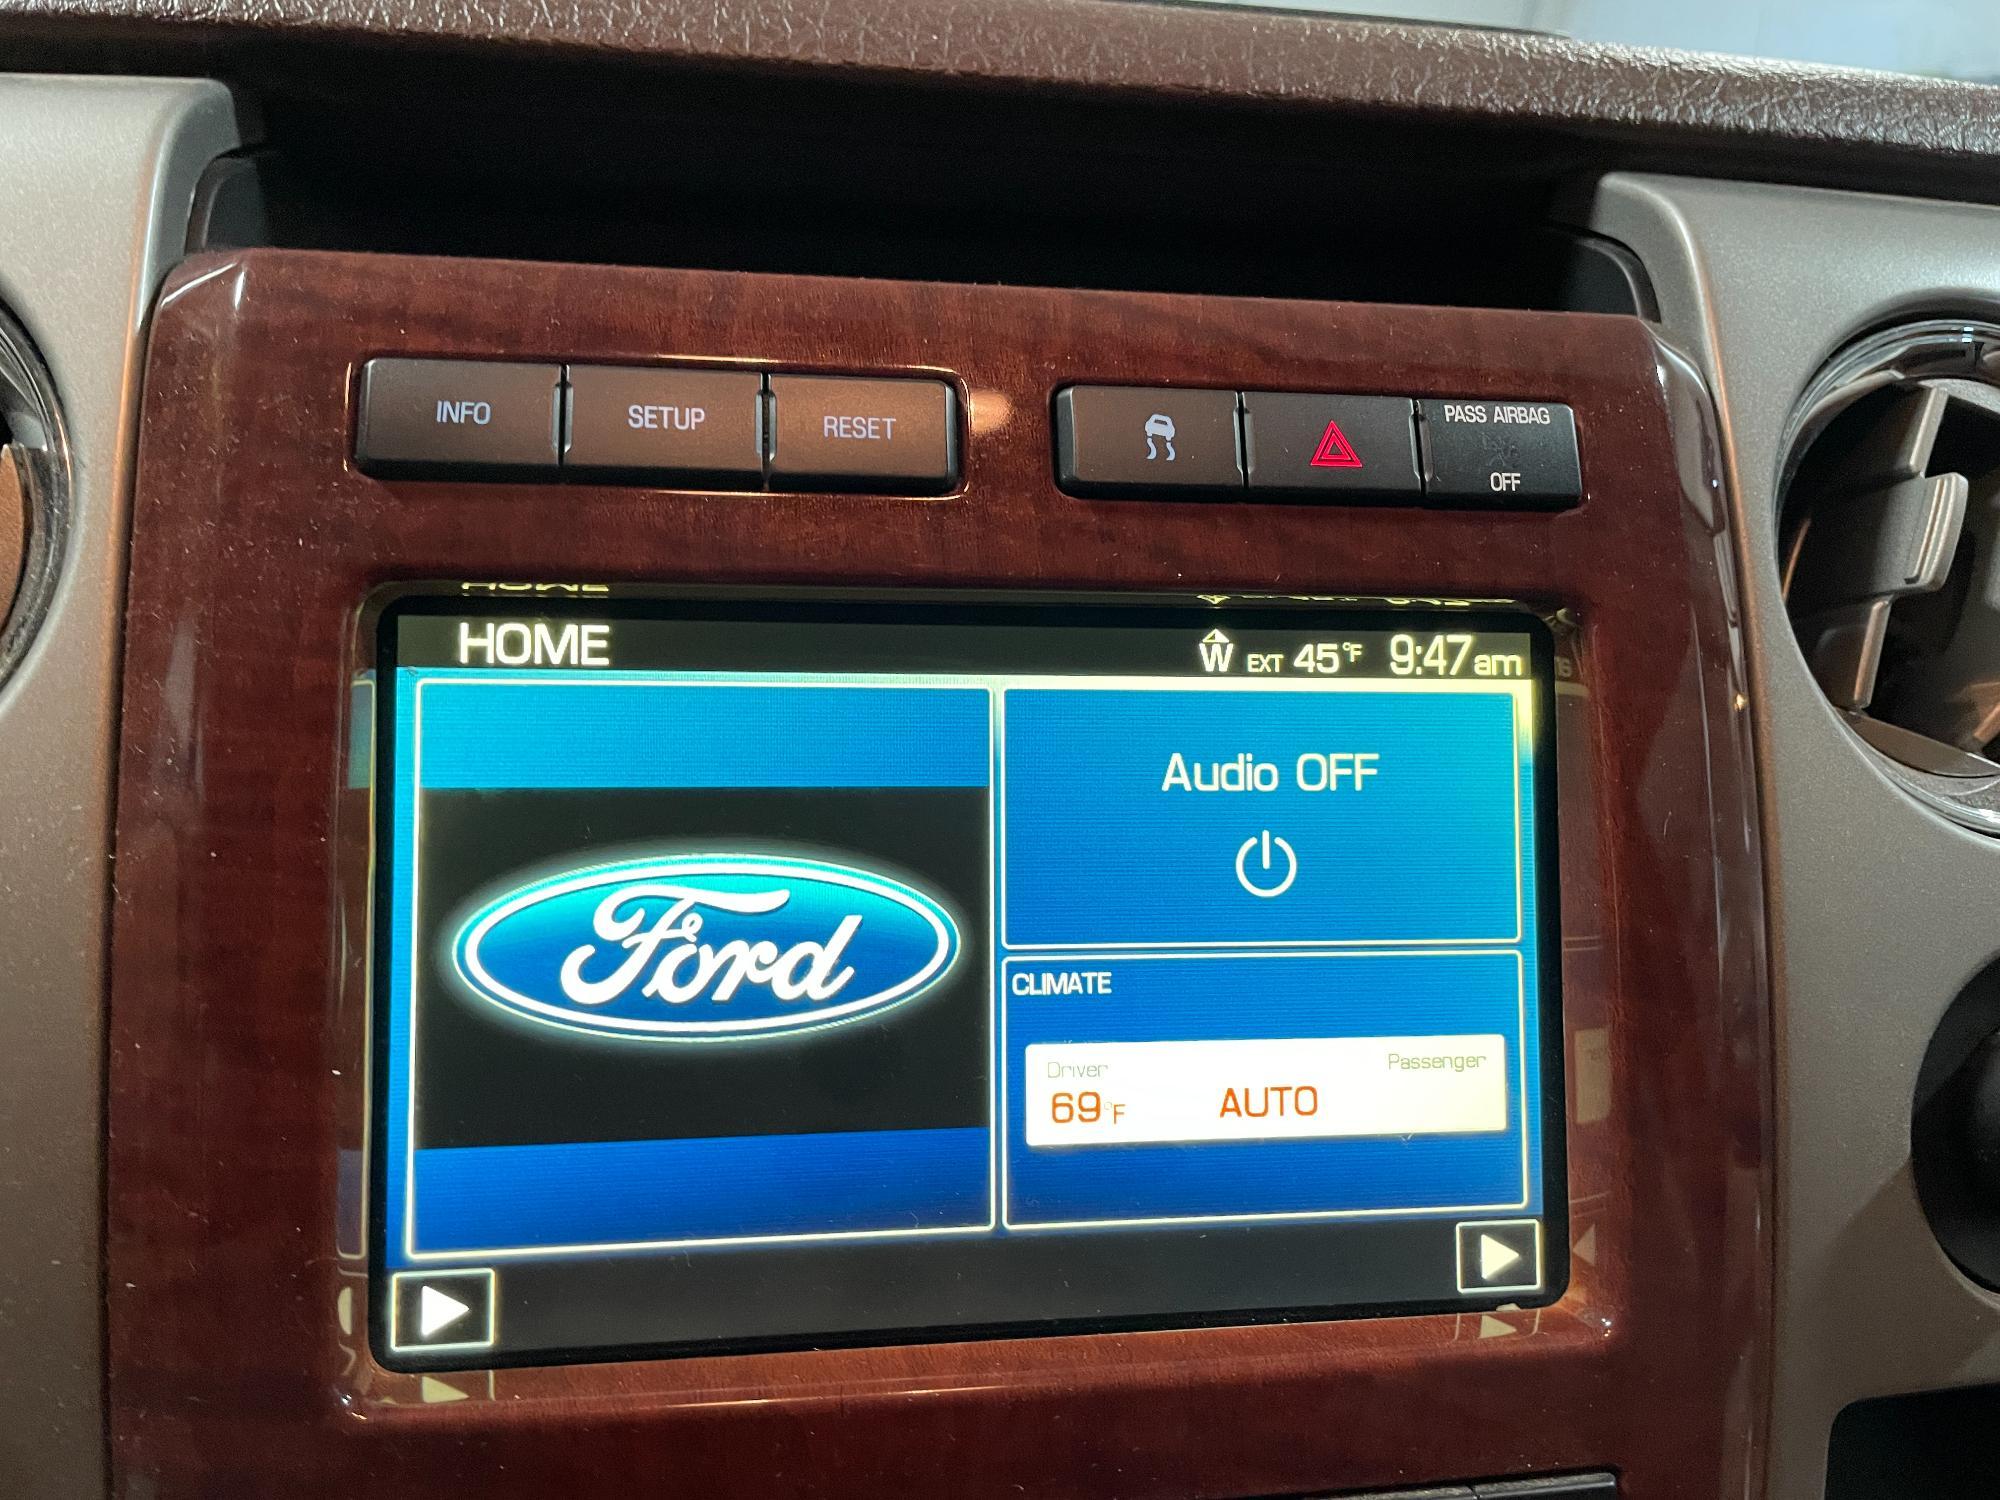 INFO SETUP RESET PASS AIRBAG
OFF
HOME W EXT 45°F 9:47am
Ford
Audio OFF
CLIMATE
Driver Passenger
69°F AUTO